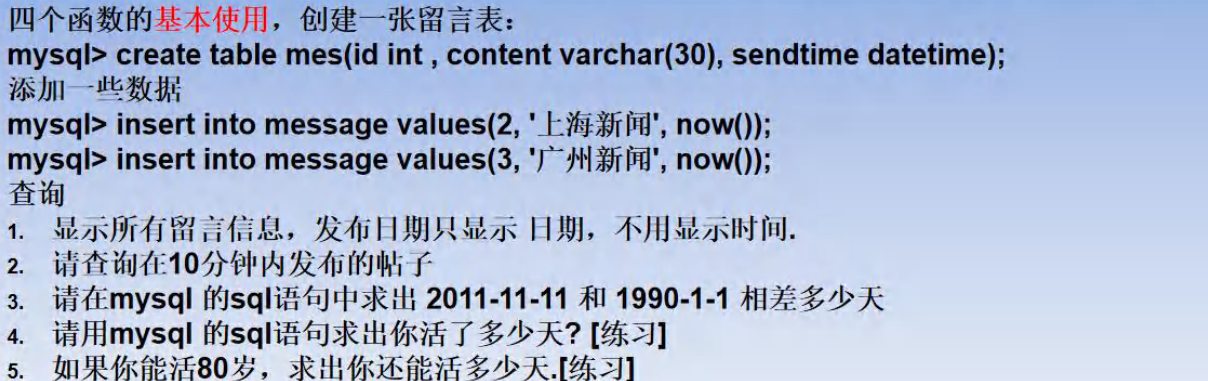 四个函数的基本使用，创建一张留言表：
mysql> create table mes(id int , content varchar(30), sendtime datetime);
添加一些数据
mysql> insert into message values(2, '上海新闻', now());
mysql> insert into message values(3, '广州新闻', now());
查询
1. 显示所有留言信息，发布日期只显示 日期，不用显示时间.
2. 请查询在10分钟内发布的帖子
3. 请在mysql 的sql语句中求出 2011-11-11 和 1990-1-1 相差多少天
4. 请用mysql 的sql语句求出你活了多少天? [练习]
5. 如果你能活80岁，求出你还能活多少天.[练习]